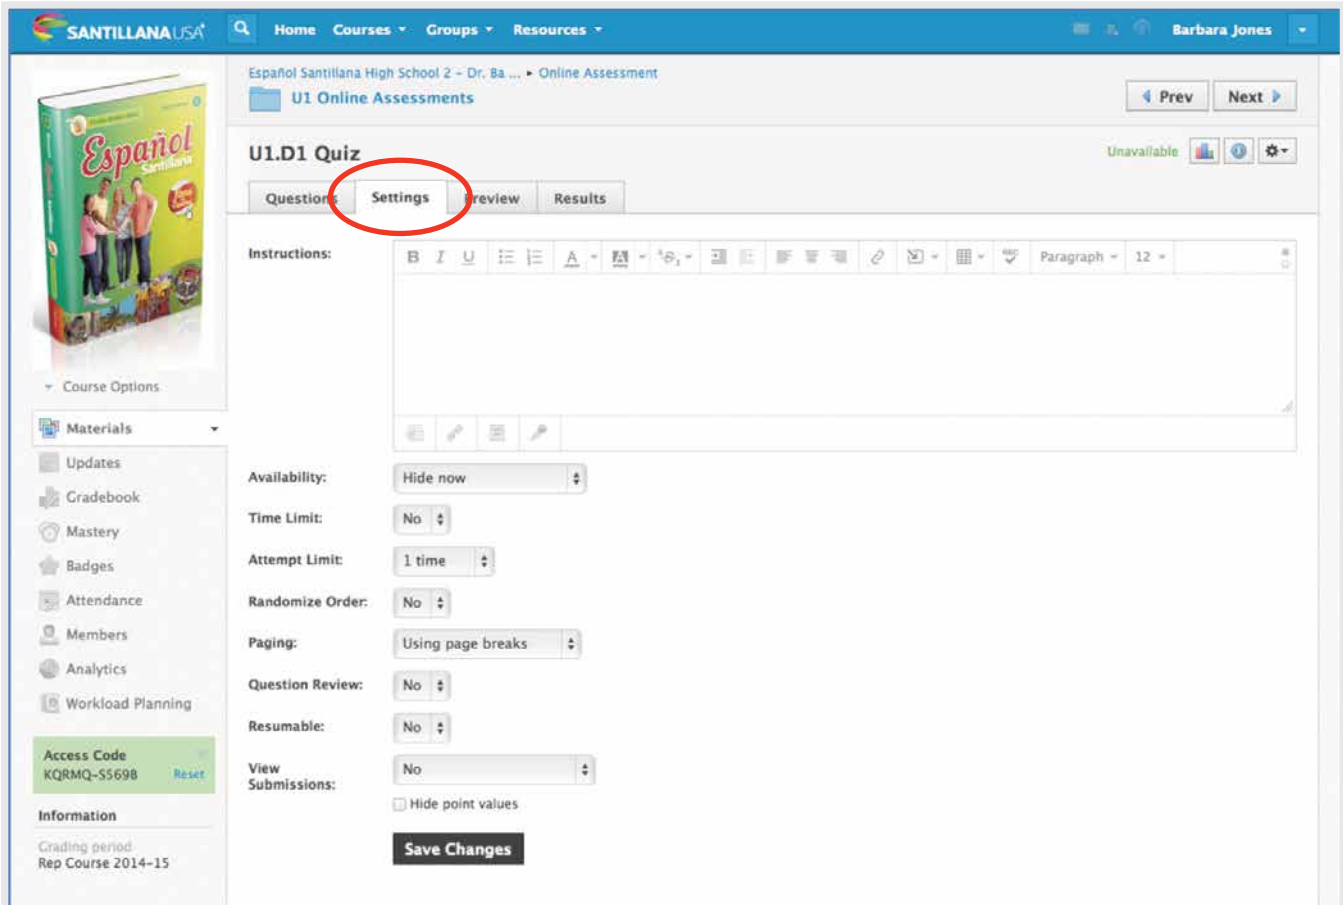 SANTILLANA USA
Home Courses Groups Resources
Barbara Jones
Español
Santillana
Course Options
Materials
Updates
Gradebook
Mastery
Badges
Attendance
Members
Analytics
Workload Planning
Access Code
KQRMQ-S569B Reset
Information
Grading period
Rep Course 2014-15
Español Santillana High School 2 - Dr. Ba ... Online Assessment
U1 Online Assessments
Prev Next
U1.D1 Quiz
Unavailable
Questions Settings Preview Results
Instructions:
B I U A A Paragraph 12
Availability: Hide now
Time Limit: No
Attempt Limit: 1 time
Randomize Order: No
Paging: Using page breaks
Question Review: No
Resumable: No
View Submissions: No
Hide point values
Save Changes